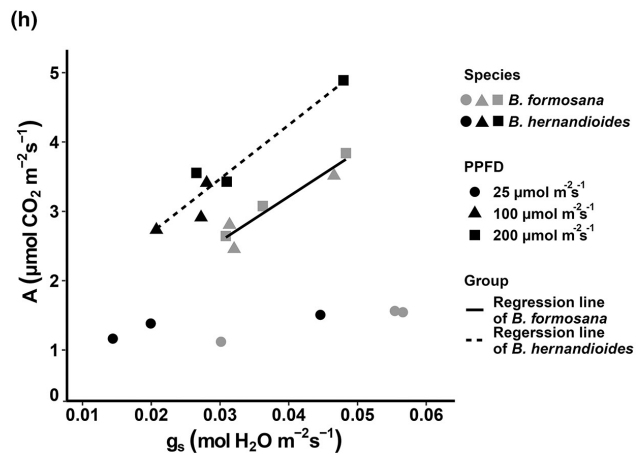 (h)
5
4
3
2
1
0
0.01 0.02 0.03 0.04 0.05 0.06
A (μmol CO₂ m⁻²s⁻¹)
gₛ (mol H₂O m⁻²s⁻¹)
Species
B. formosana
B. hernandioides
PPFD
25 μmol m⁻²s⁻¹
100 μmol m⁻²s⁻¹
200 μmol m⁻²s⁻¹
Group
Regression line
of B. formosana
Regerssion line
of B. hernandioides